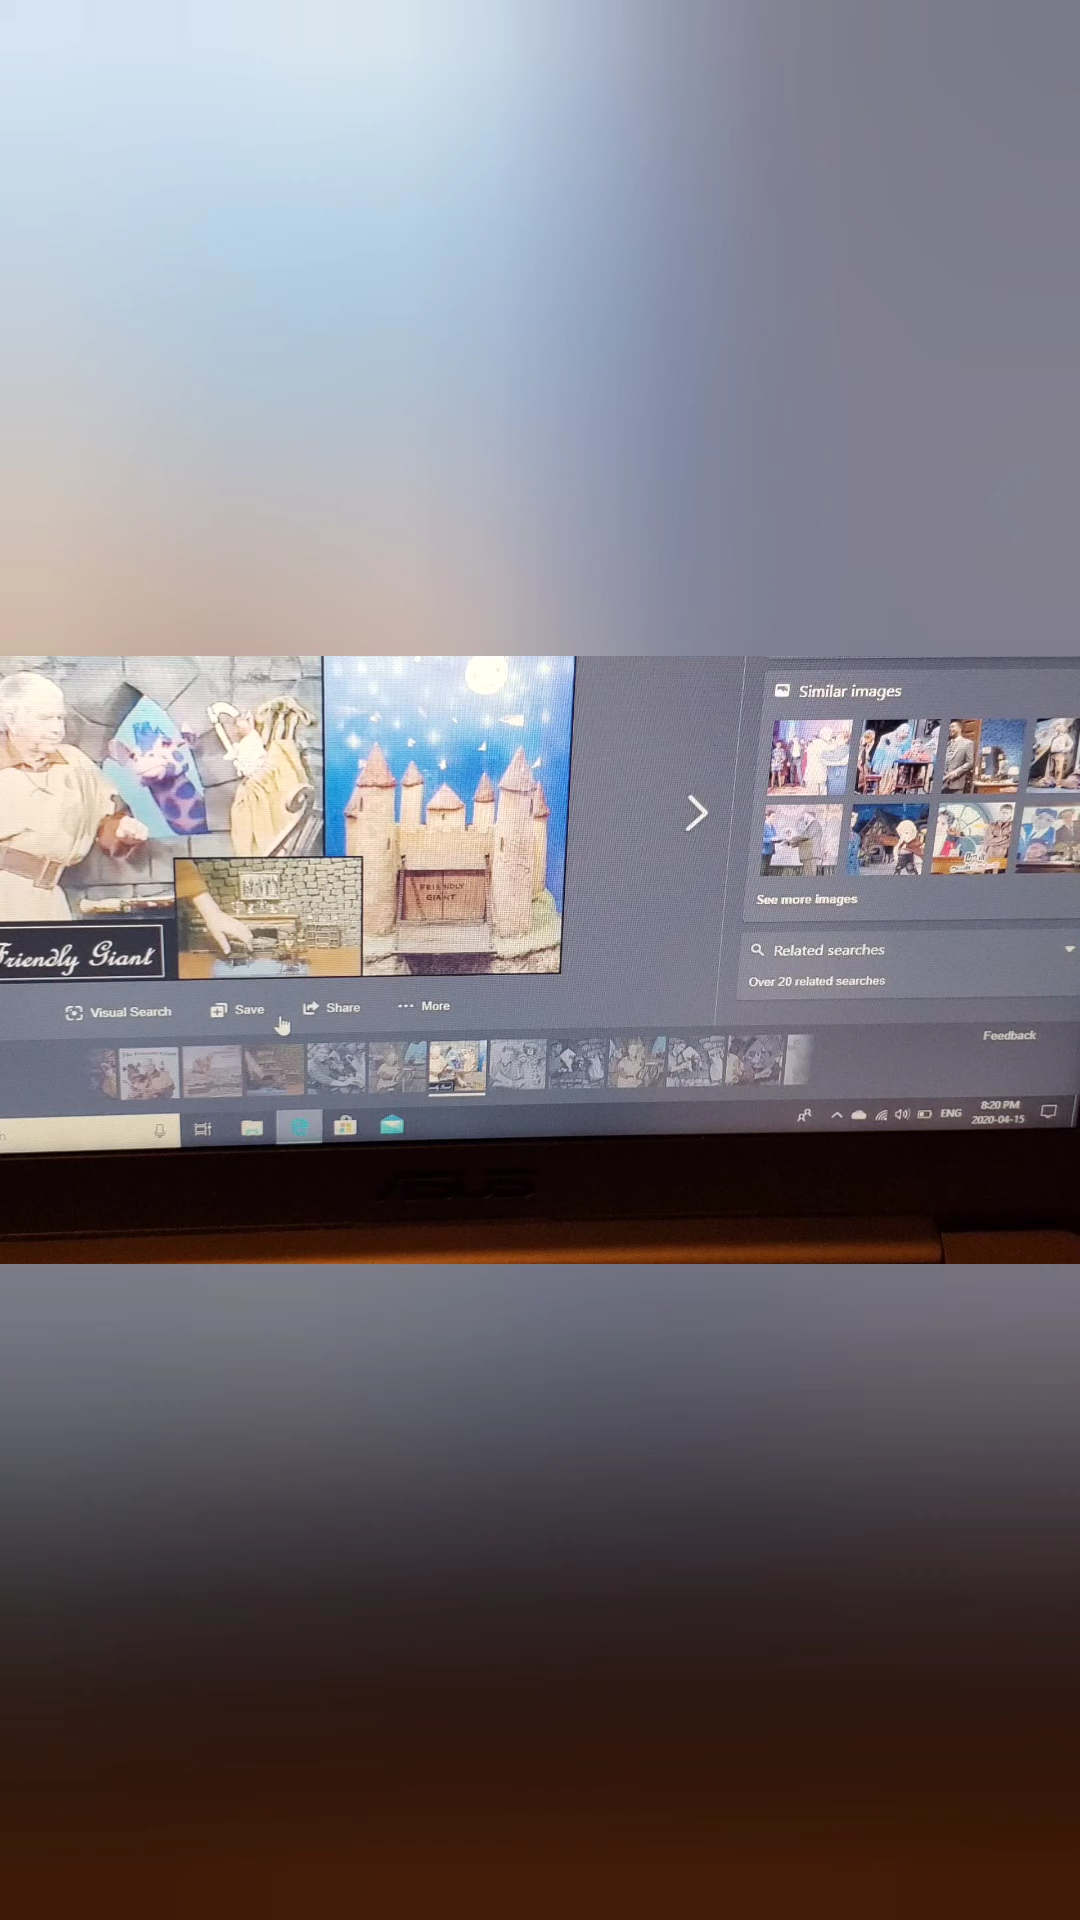 Similar images
FRIENDLY
GIANT
See more images
Friendly Giant
Related searches
Over 20 related searches
Visual Search
Save
Share
More
Feedback
ENG
8:20 PM
2020-04-15
ASUS